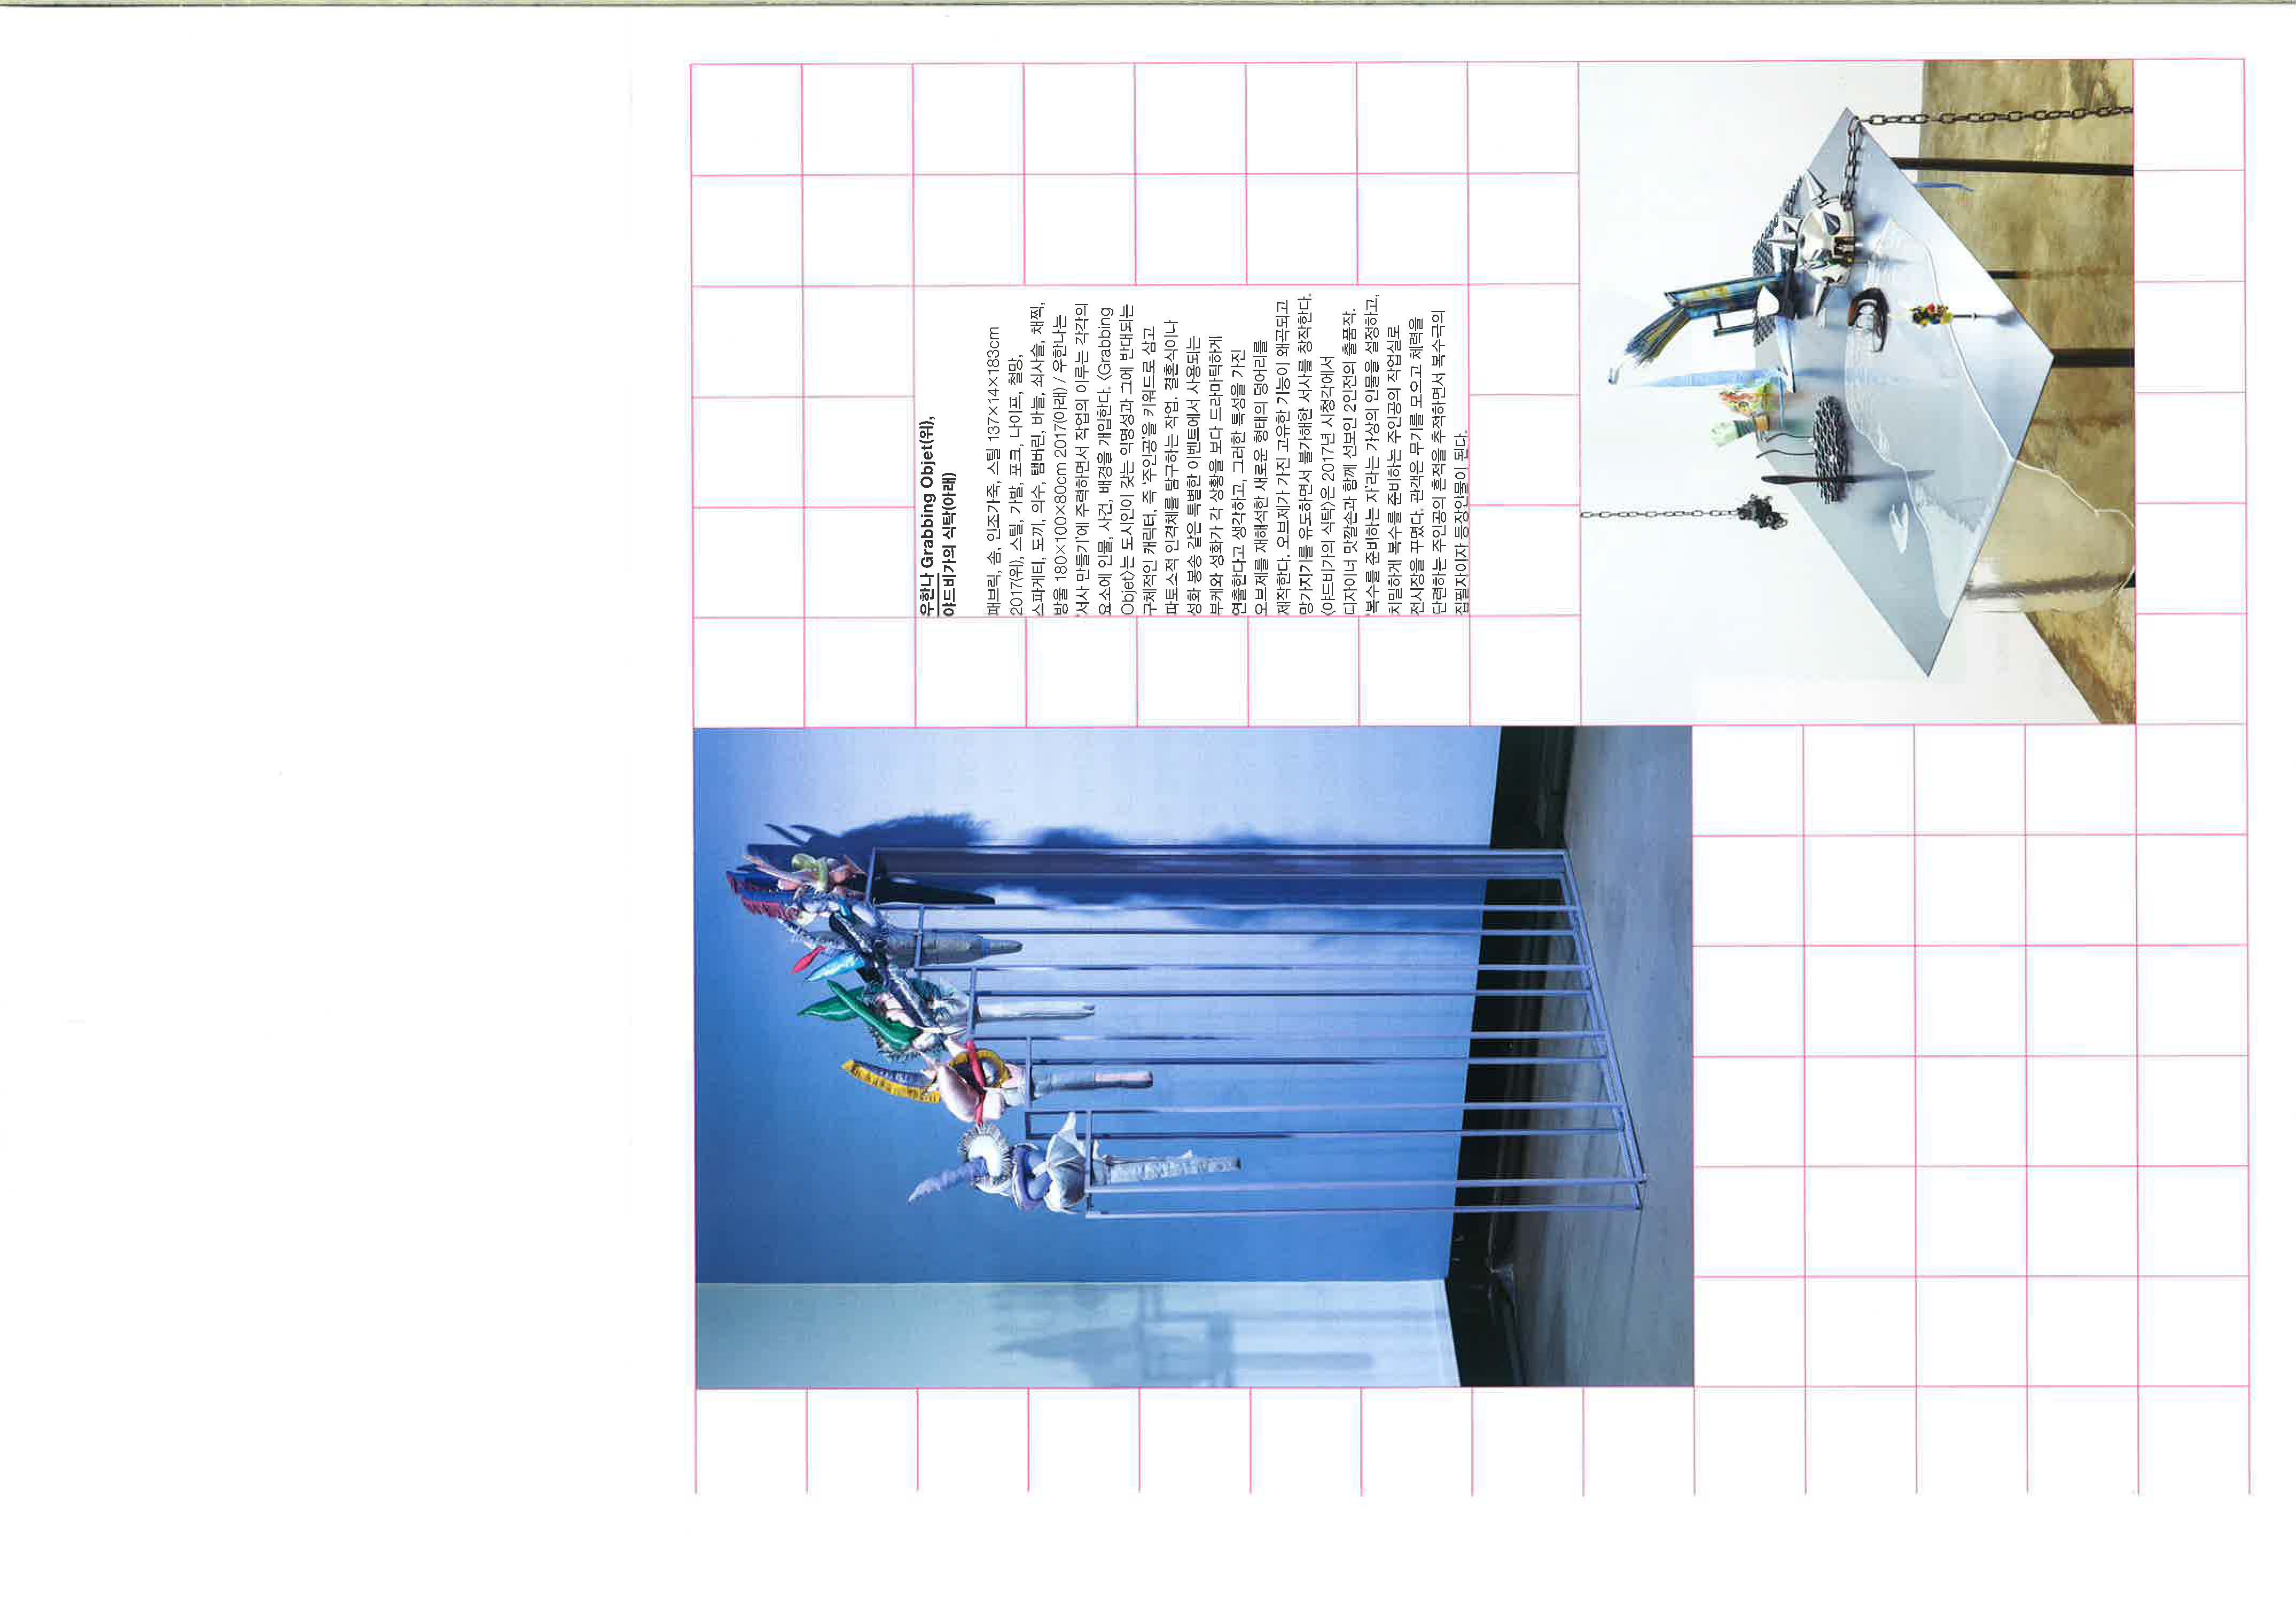 우한나 Grabbing Objet(위),
야드비가의 식탁(아래)
패브릭, 솜, 인조가죽, 스틸 137×14×183cm
2017(위), 스틸, 가발, 포크, 나이프, 철망,
스파게티, 도끼, 의수, 탬버린, 바늘, 쇠사슬, 채찍,
방울 180×100×80cm 2017(아래) / 우한나는
‘서사 만들기’에 주력하면서 작업의 이루는 각각의
요소에 인물, 사건, 배경을 개입한다. 〈Grabbing
Objet〉는 도시인이 갖는 익명성과 그에 반대되는
구체적인 캐릭터, 즉 ‘주인공’을 키워드로 삼고
파토스적 인격체를 탐구하는 작업. 결혼식이나
성화 봉송 같은 특별한 이벤트에서 사용되는
부케와 성화가 각 상황을 보다 드라마틱하게
연출한다고 생각하고, 그러한 특성을 가진
오브제를 재해석한 새로운 형태의 덩어리를
제작한다. 오브제가 가진 고유한 기능이 왜곡되고
망가지기를 유도하면서 불가해한 서사를 창작한다.
〈야드비가의 식탁〉은 2017년 시청각에서
디자이너 맛깔손과 함께 선보인 2인전의 출품작.
‘복수를 준비하는 자’라는 가상의 인물을 설정하고,
치밀하게 복수를 준비하는 주인공의 작업실로
전시장을 꾸몄다. 관객은 무기를 모으고 체력을
단련하는 주인공의 흔적을 추적하면서 복수극의
집필자이자 등장인물이 된다.